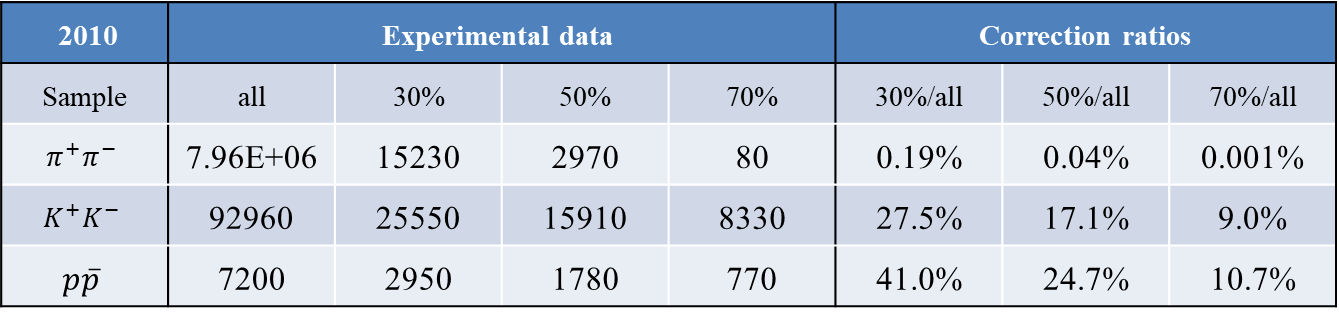 2010 Experimental data Correction ratios
Sample all 30% 50% 70% 30%/all 50%/all 70%/all
π⁺π⁻ 7.96E+06 15230 2970 80 0.19% 0.04% 0.001%
K⁺K⁻ 92960 25550 15910 8330 27.5% 17.1% 9.0%
pp̄ 7200 2950 1780 770 41.0% 24.7% 10.7%